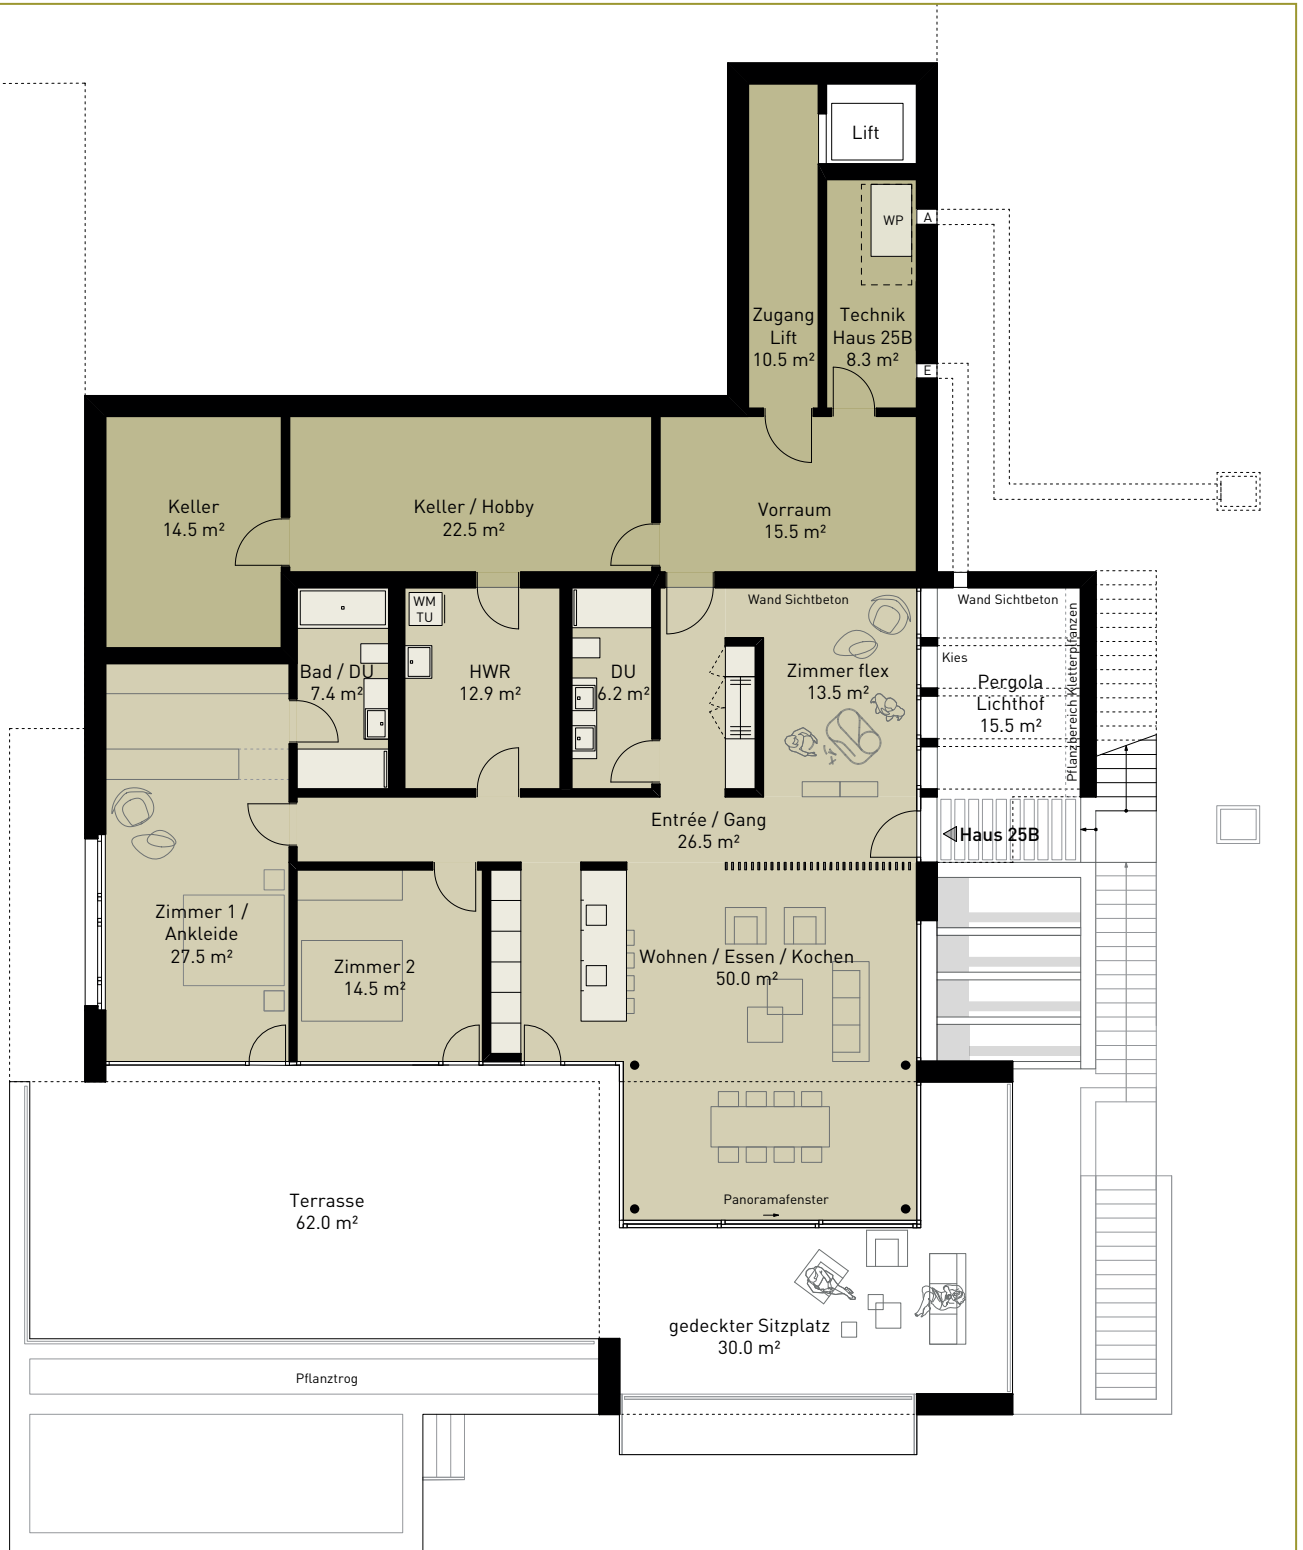 Lift
WP
A
Zugang
Lift
10.5 m²
Technik
Haus 25B
8.3 m²
E
Keller
14.5 m²
Keller / Hobby
22.5 m²
Vorraum
15.5 m²
WM
TU
Wand Sichtbeton
Wand Sichtbeton
Bad / DU
7.4 m²
HWR
12.9 m²
DU
6.2 m²
Zimmer flex
13.5 m²
Kies
Pergola
Lichthof
15.5 m²
Pflanzbereich Kletterpflanzen
Entrée / Gang
26.5 m²
Haus 25B
Zimmer 1 /
Ankleide
27.5 m²
Zimmer 2
14.5 m²
Wohnen / Essen / Kochen
50.0 m²
Panoramafenster
Terrasse
62.0 m²
gedeckter Sitzplatz
30.0 m²
Pflanztrog